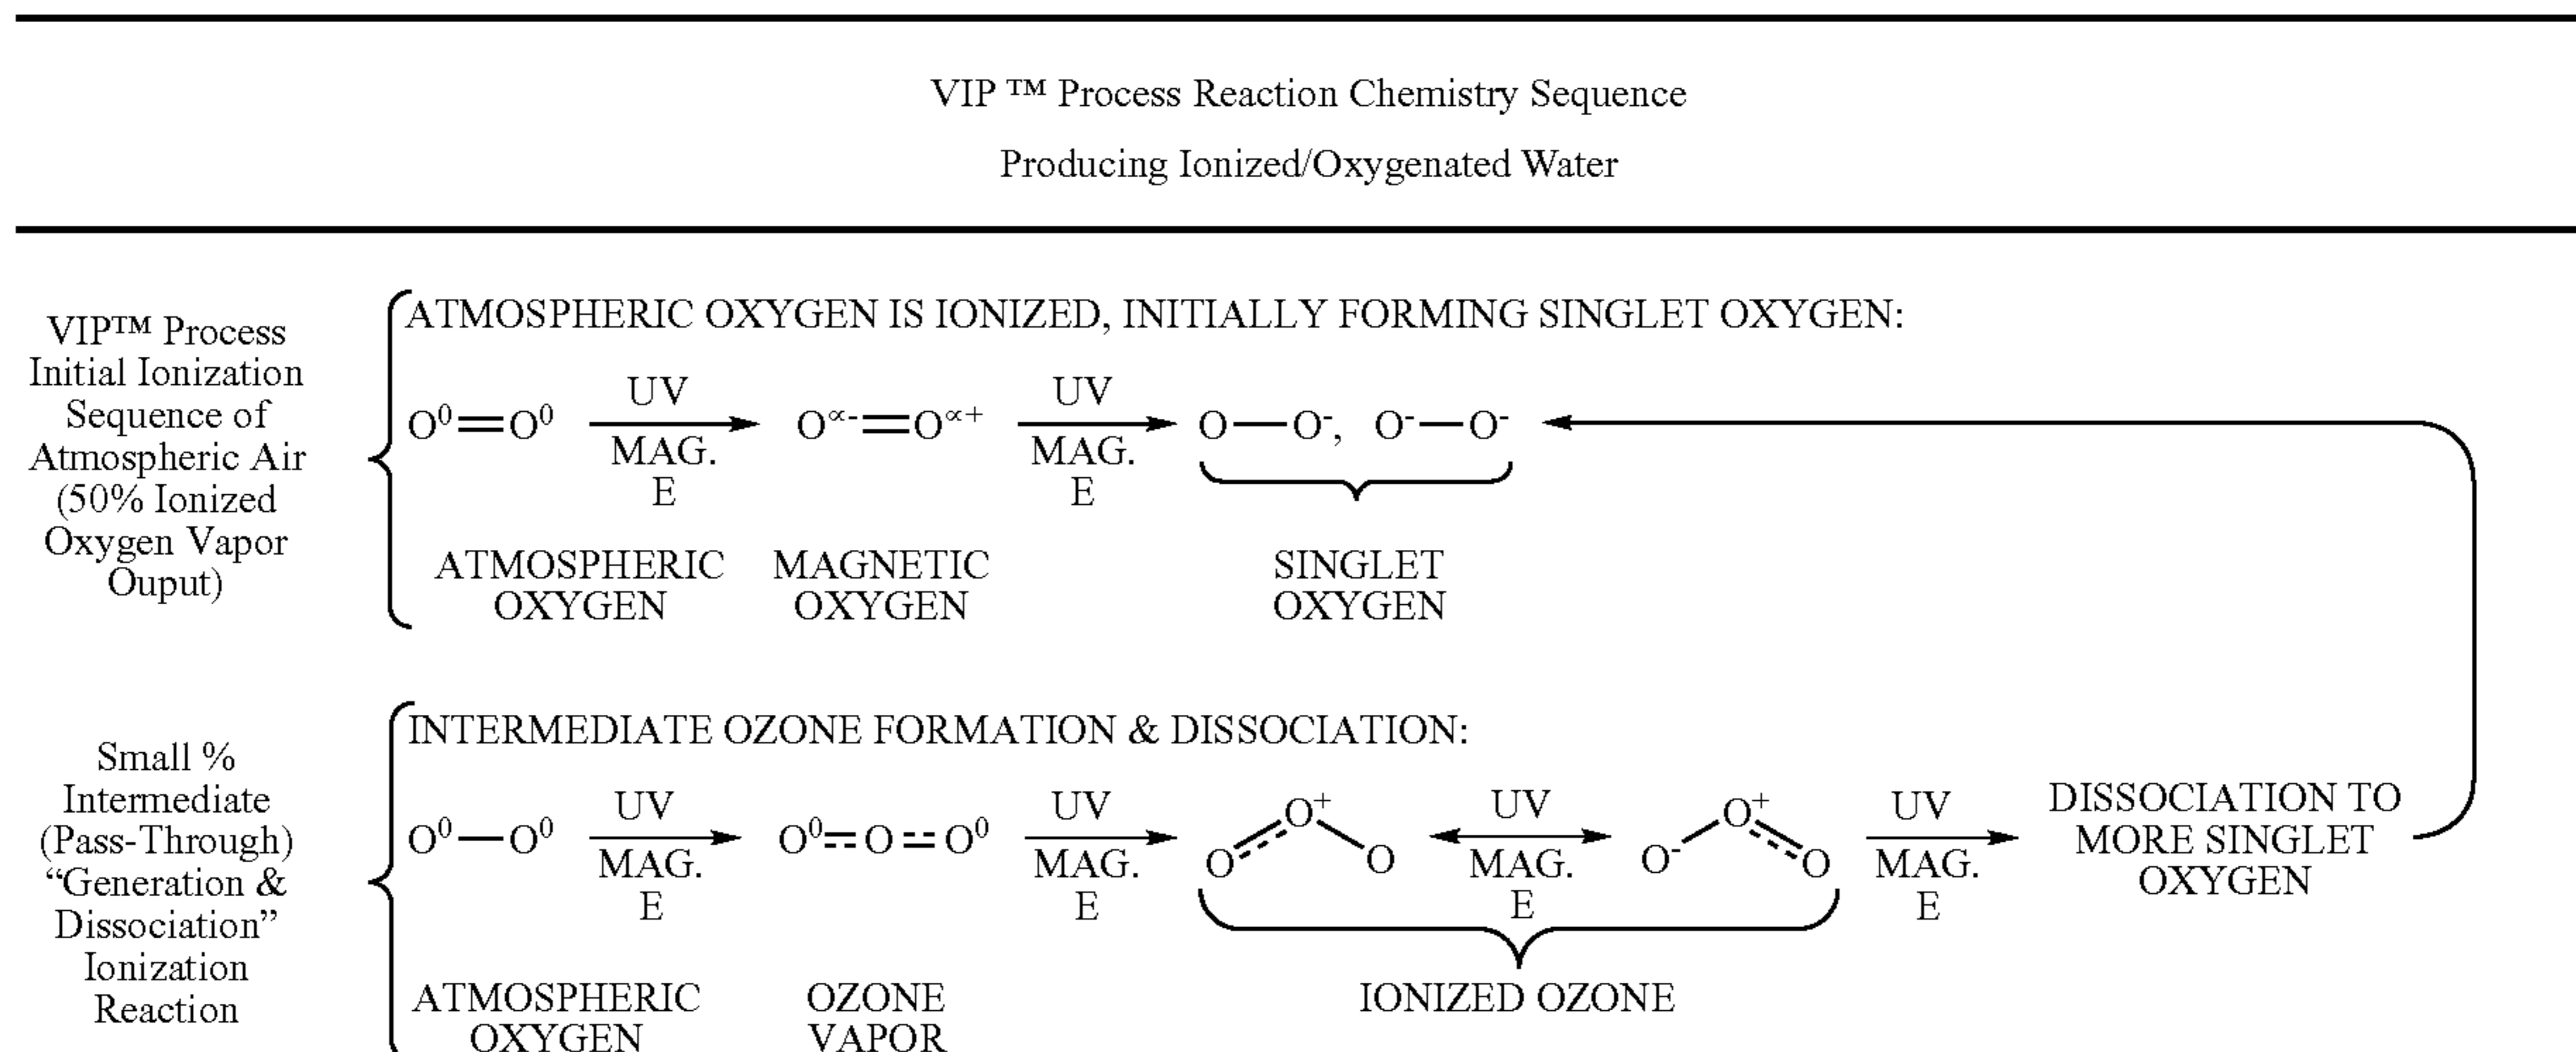 VIP ™ Process Reaction Chemistry Sequence
Producing Ionized/Oxygenated Water
VIP™ Process
Initial Ionization
Sequence of
Atmospheric Air
(50% Ionized
Oxygen Vapor
Ouput)
ATMOSPHERIC OXYGEN IS IONIZED, INITIALLY FORMING SINGLET OXYGEN:
O⁰═O⁰ UV MAG. E O∝-═O∝+ UV MAG. E O—O⁻, O⁻—O⁻
ATMOSPHERIC OXYGEN
MAGNETIC OXYGEN
SINGLET OXYGEN
Small %
Intermediate
(Pass-Through)
“Generation &
Dissociation”
Ionization
Reaction
INTERMEDIATE OZONE FORMATION & DISSOCIATION:
O⁰—O⁰ UV MAG. E O⁰═O═O⁰ UV MAG. E O═O⁺—O UV MAG. E O⁻—O⁺═O UV MAG. E
DISSOCIATION TO
MORE SINGLET
OXYGEN
ATMOSPHERIC OXYGEN
OZONE VAPOR
IONIZED OZONE